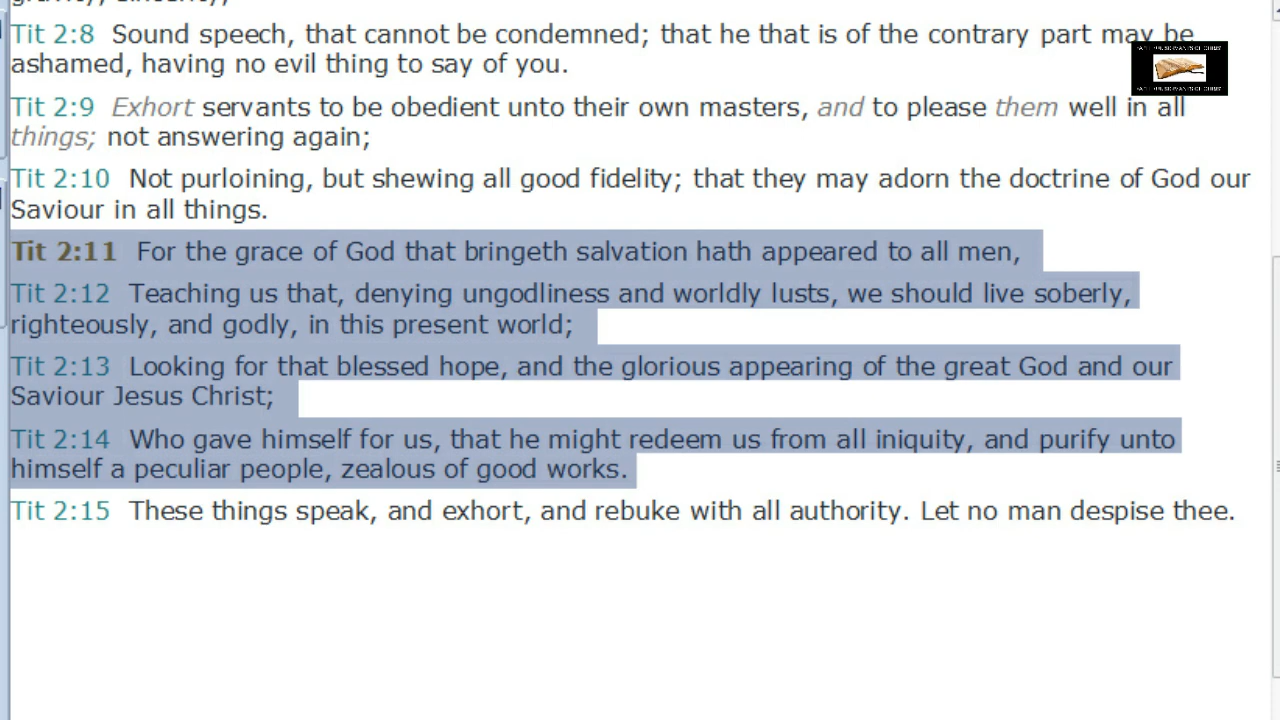 gravity, sincerity,
Tit 2:8 Sound speech, that cannot be condemned; that he that is of the contrary part may be
ashamed, having no evil thing to say of you.
Tit 2:9 Exhort servants to be obedient unto their own masters, and to please them well in all
things; not answering again;
Tit 2:10 Not purloining, but shewing all good fidelity; that they may adorn the doctrine of God our
Saviour in all things.
Tit 2:11 For the grace of God that bringeth salvation hath appeared to all men,
Tit 2:12 Teaching us that, denying ungodliness and worldly lusts, we should live soberly,
righteously, and godly, in this present world;
Tit 2:13 Looking for that blessed hope, and the glorious appearing of the great God and our
Saviour Jesus Christ;
Tit 2:14 Who gave himself for us, that he might redeem us from all iniquity, and purify unto
himself a peculiar people, zealous of good works.
Tit 2:15 These things speak, and exhort, and rebuke with all authority. Let no man despise thee.